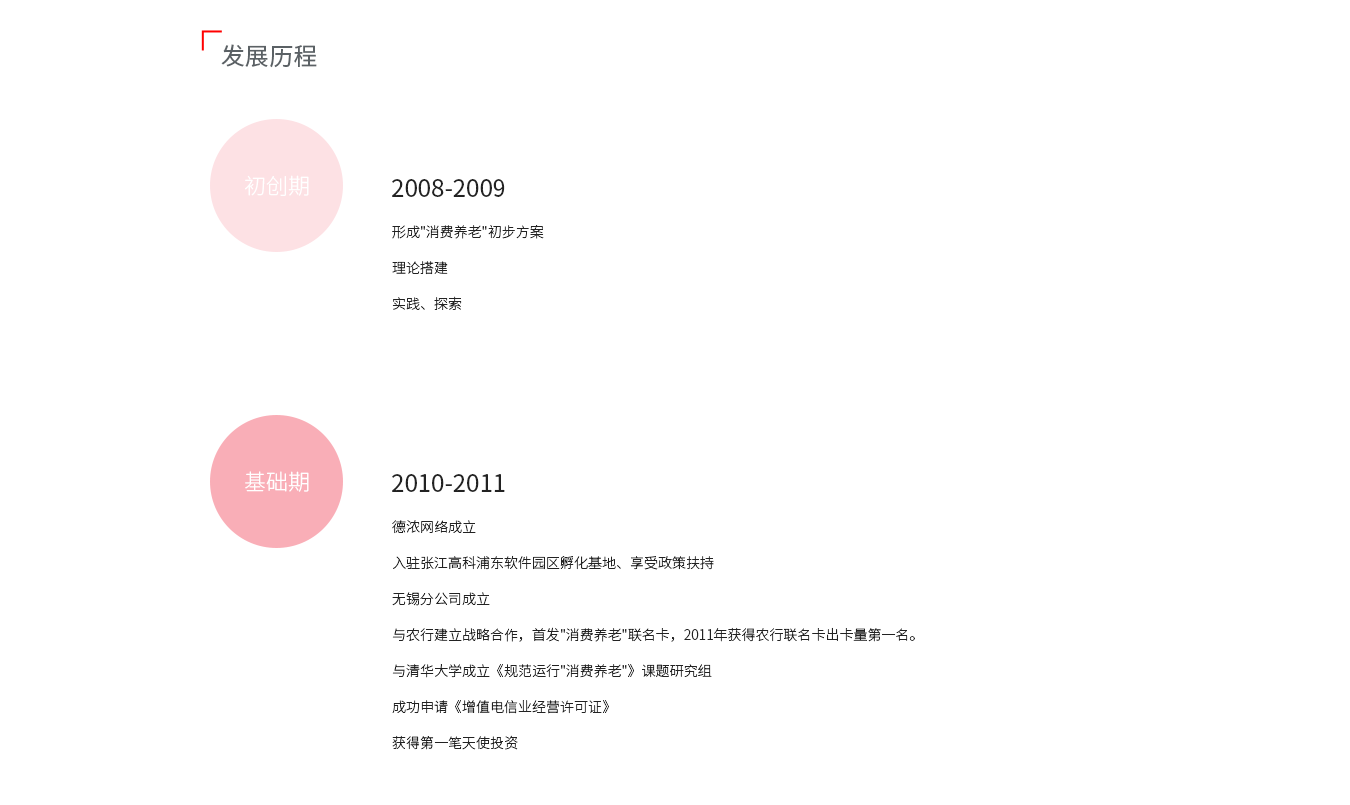 发展历程
初创期
2008-2009
形成"消费养老"初步方案
理论搭建
实践、探索
基础期
2010-2011
德浓网络成立
入驻张江高科浦东软件园区孵化基地、享受政策扶持
无锡分公司成立
与农行建立战略合作，首发"消费养老"联名卡，2011年获得农行联名卡出卡量第一名。
与清华大学成立《规范运行"消费养老"》课题研究组
成功申请《增值电信业经营许可证》
获得第一笔天使投资